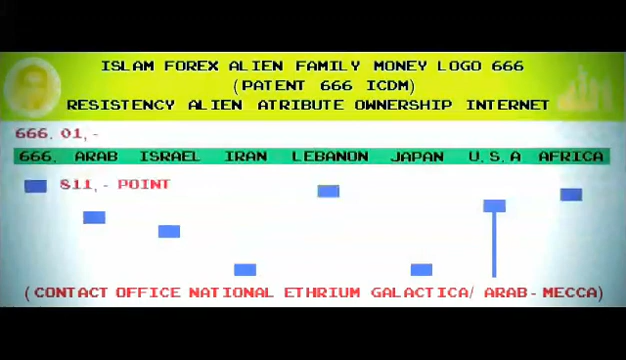 ISLAM FOREX ALIEN FAMILY MONEY LOGO 666
(PATENT 666 ICDM)
RESISTENCY ALIEN ATRIBUTE OWNERSHIP INTERNET
666, 01, -
666, ARAB ISRAEL IRAN LEBANON JAPAN U.S.A AFRICA
811,- POINT
(CONTACT OFFICE NATIONAL ETHRIUM GALACTICA/ ARAB-MECCA)